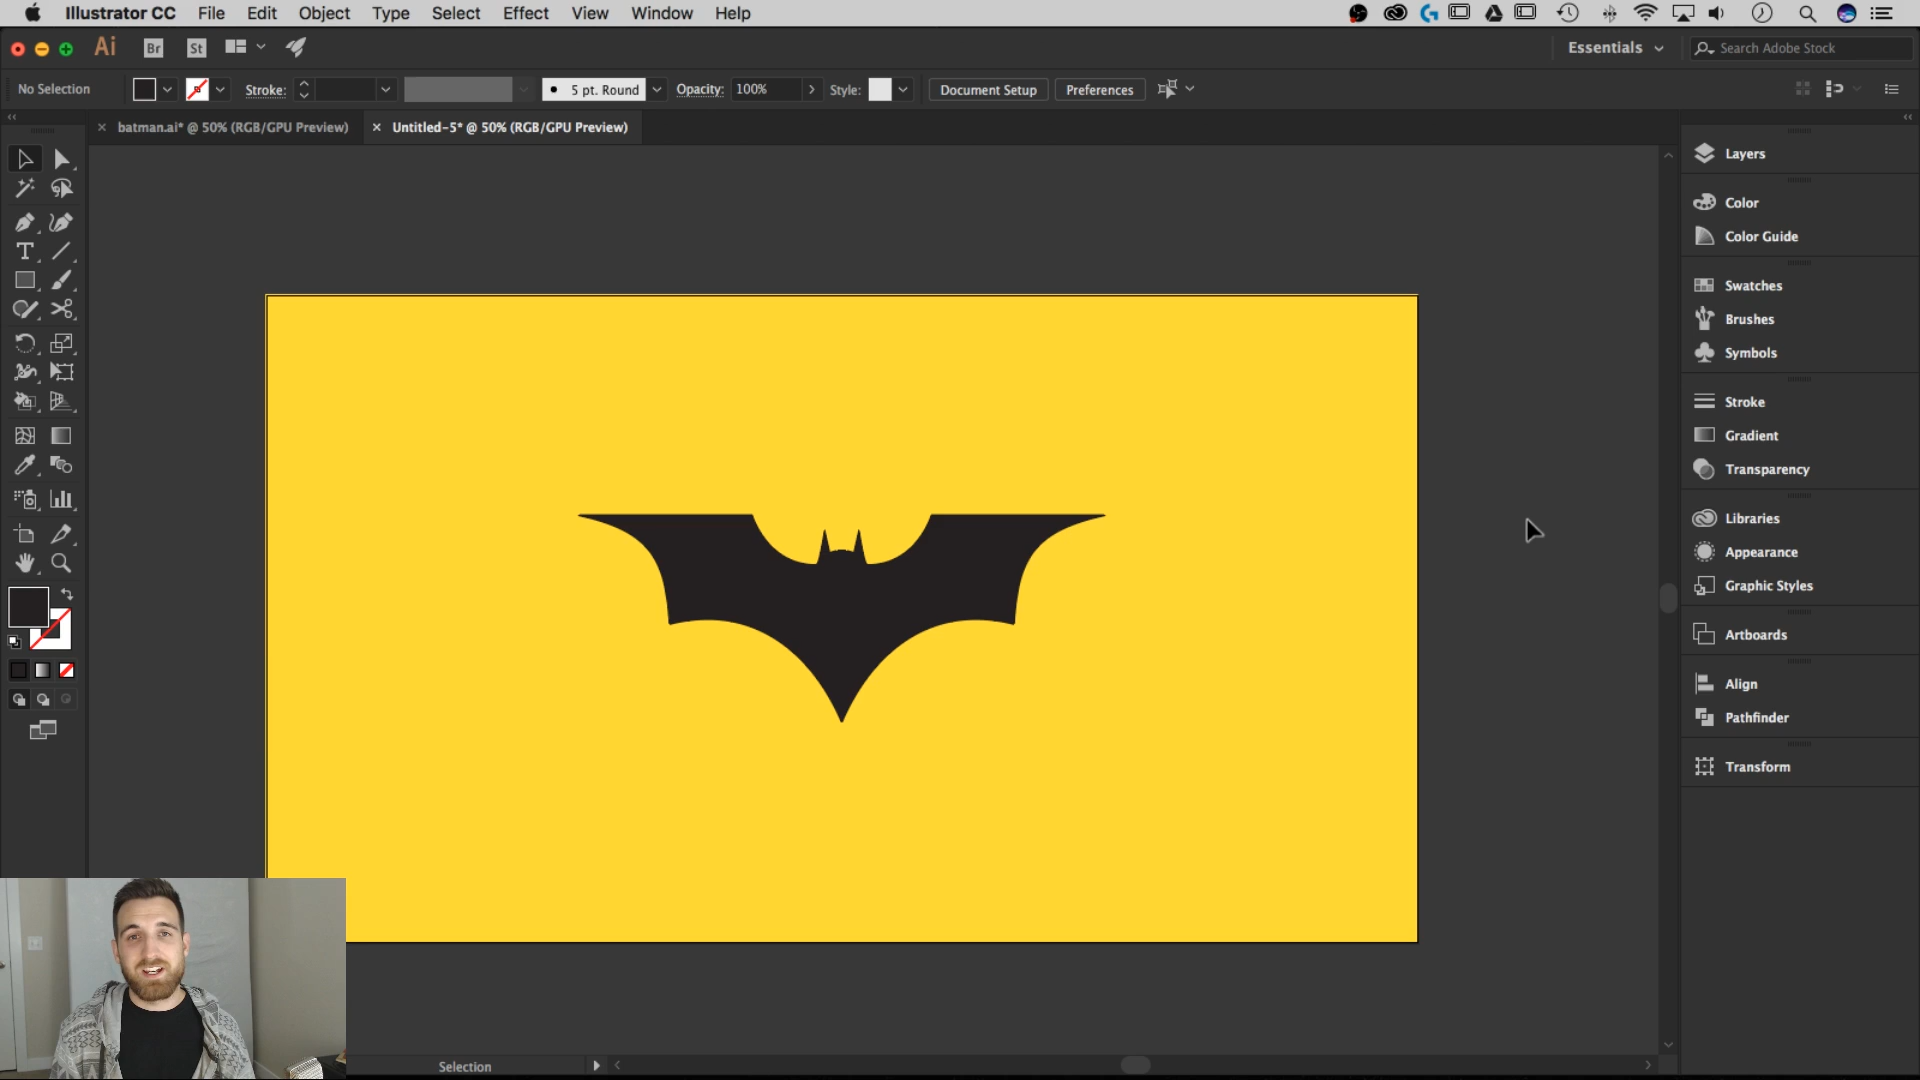 Illustrator CC File Edit Object Type Select Effect View Window Help
Ai Br St Essentials Search Adobe Stock
No Selection Stroke: 5 pt. Round Opacity: 100% Style: Document Setup Preferences
batman.ai* @ 50% (RGB/GPU Preview) Untitled-5* @ 50% (RGB/GPU Preview)
Layers
Color
Color Guide
Swatches
Brushes
Symbols
Stroke
Gradient
Transparency
Libraries
Appearance
Graphic Styles
Artboards
Align
Pathfinder
Transform
Selection